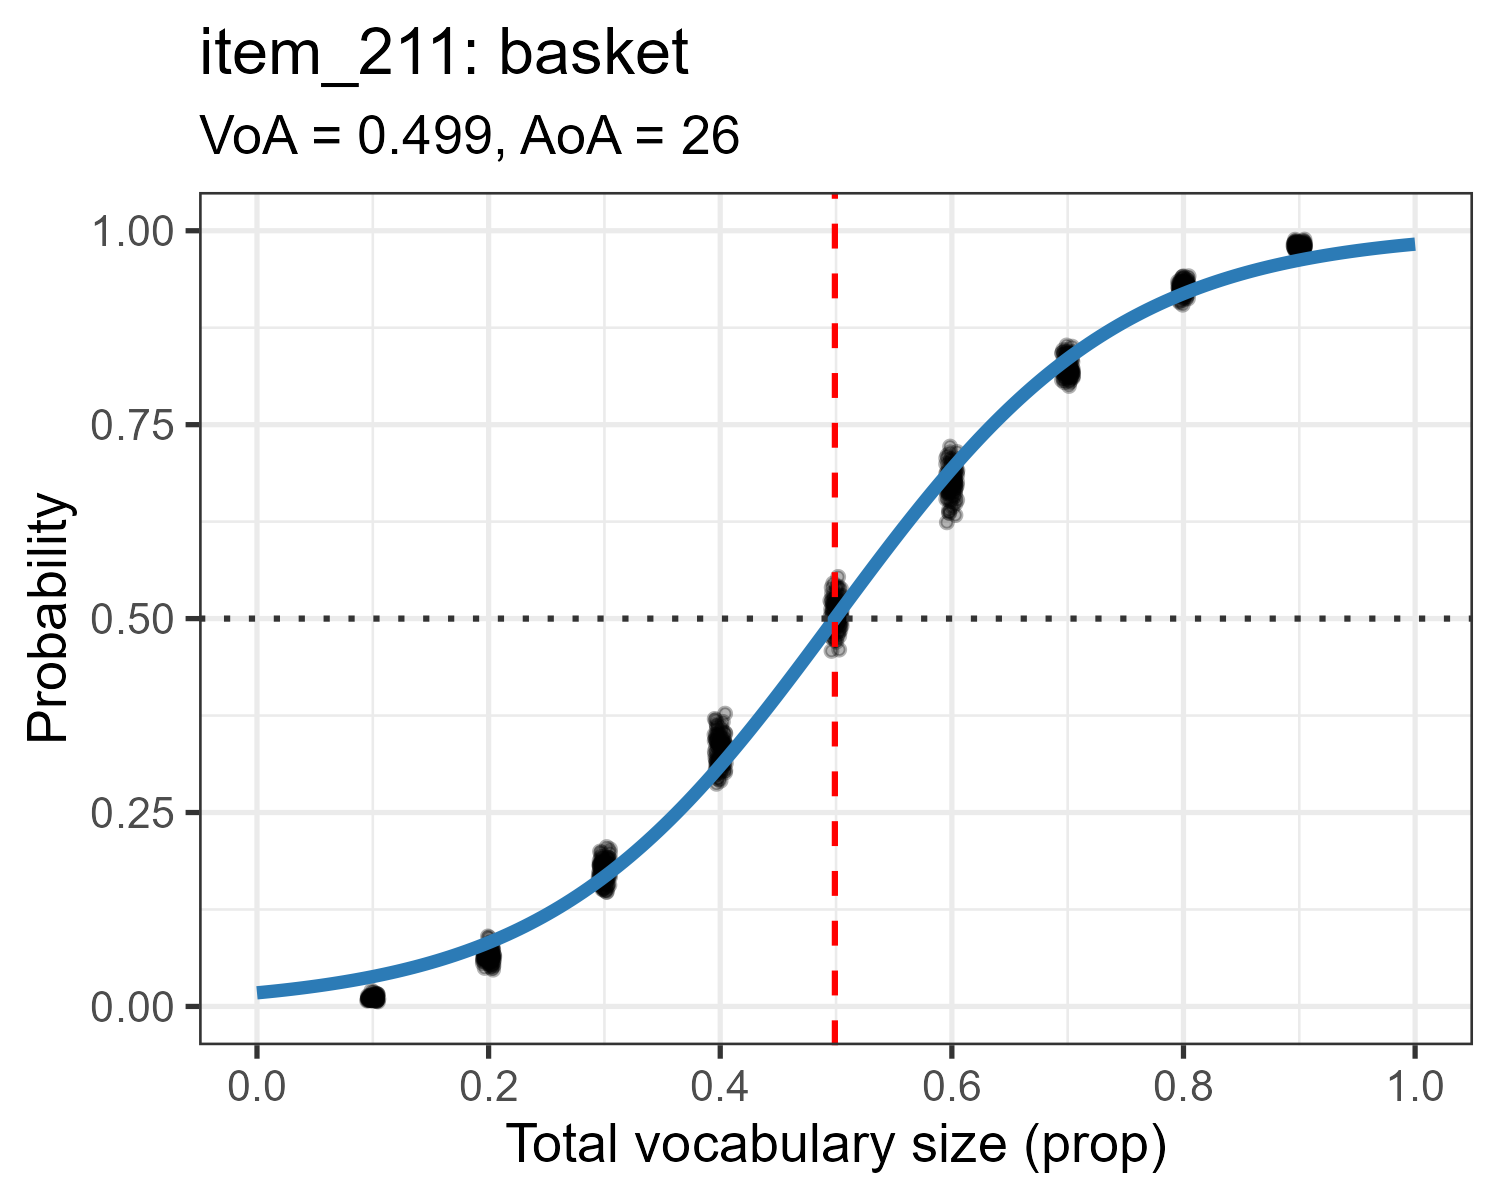 item_211: basket
VoA = 0.499, AoA = 26
1.00
0.75
0.50
0.25
0.00
Probability
0.0 0.2 0.4 0.6 0.8 1.0
Total vocabulary size (prop)